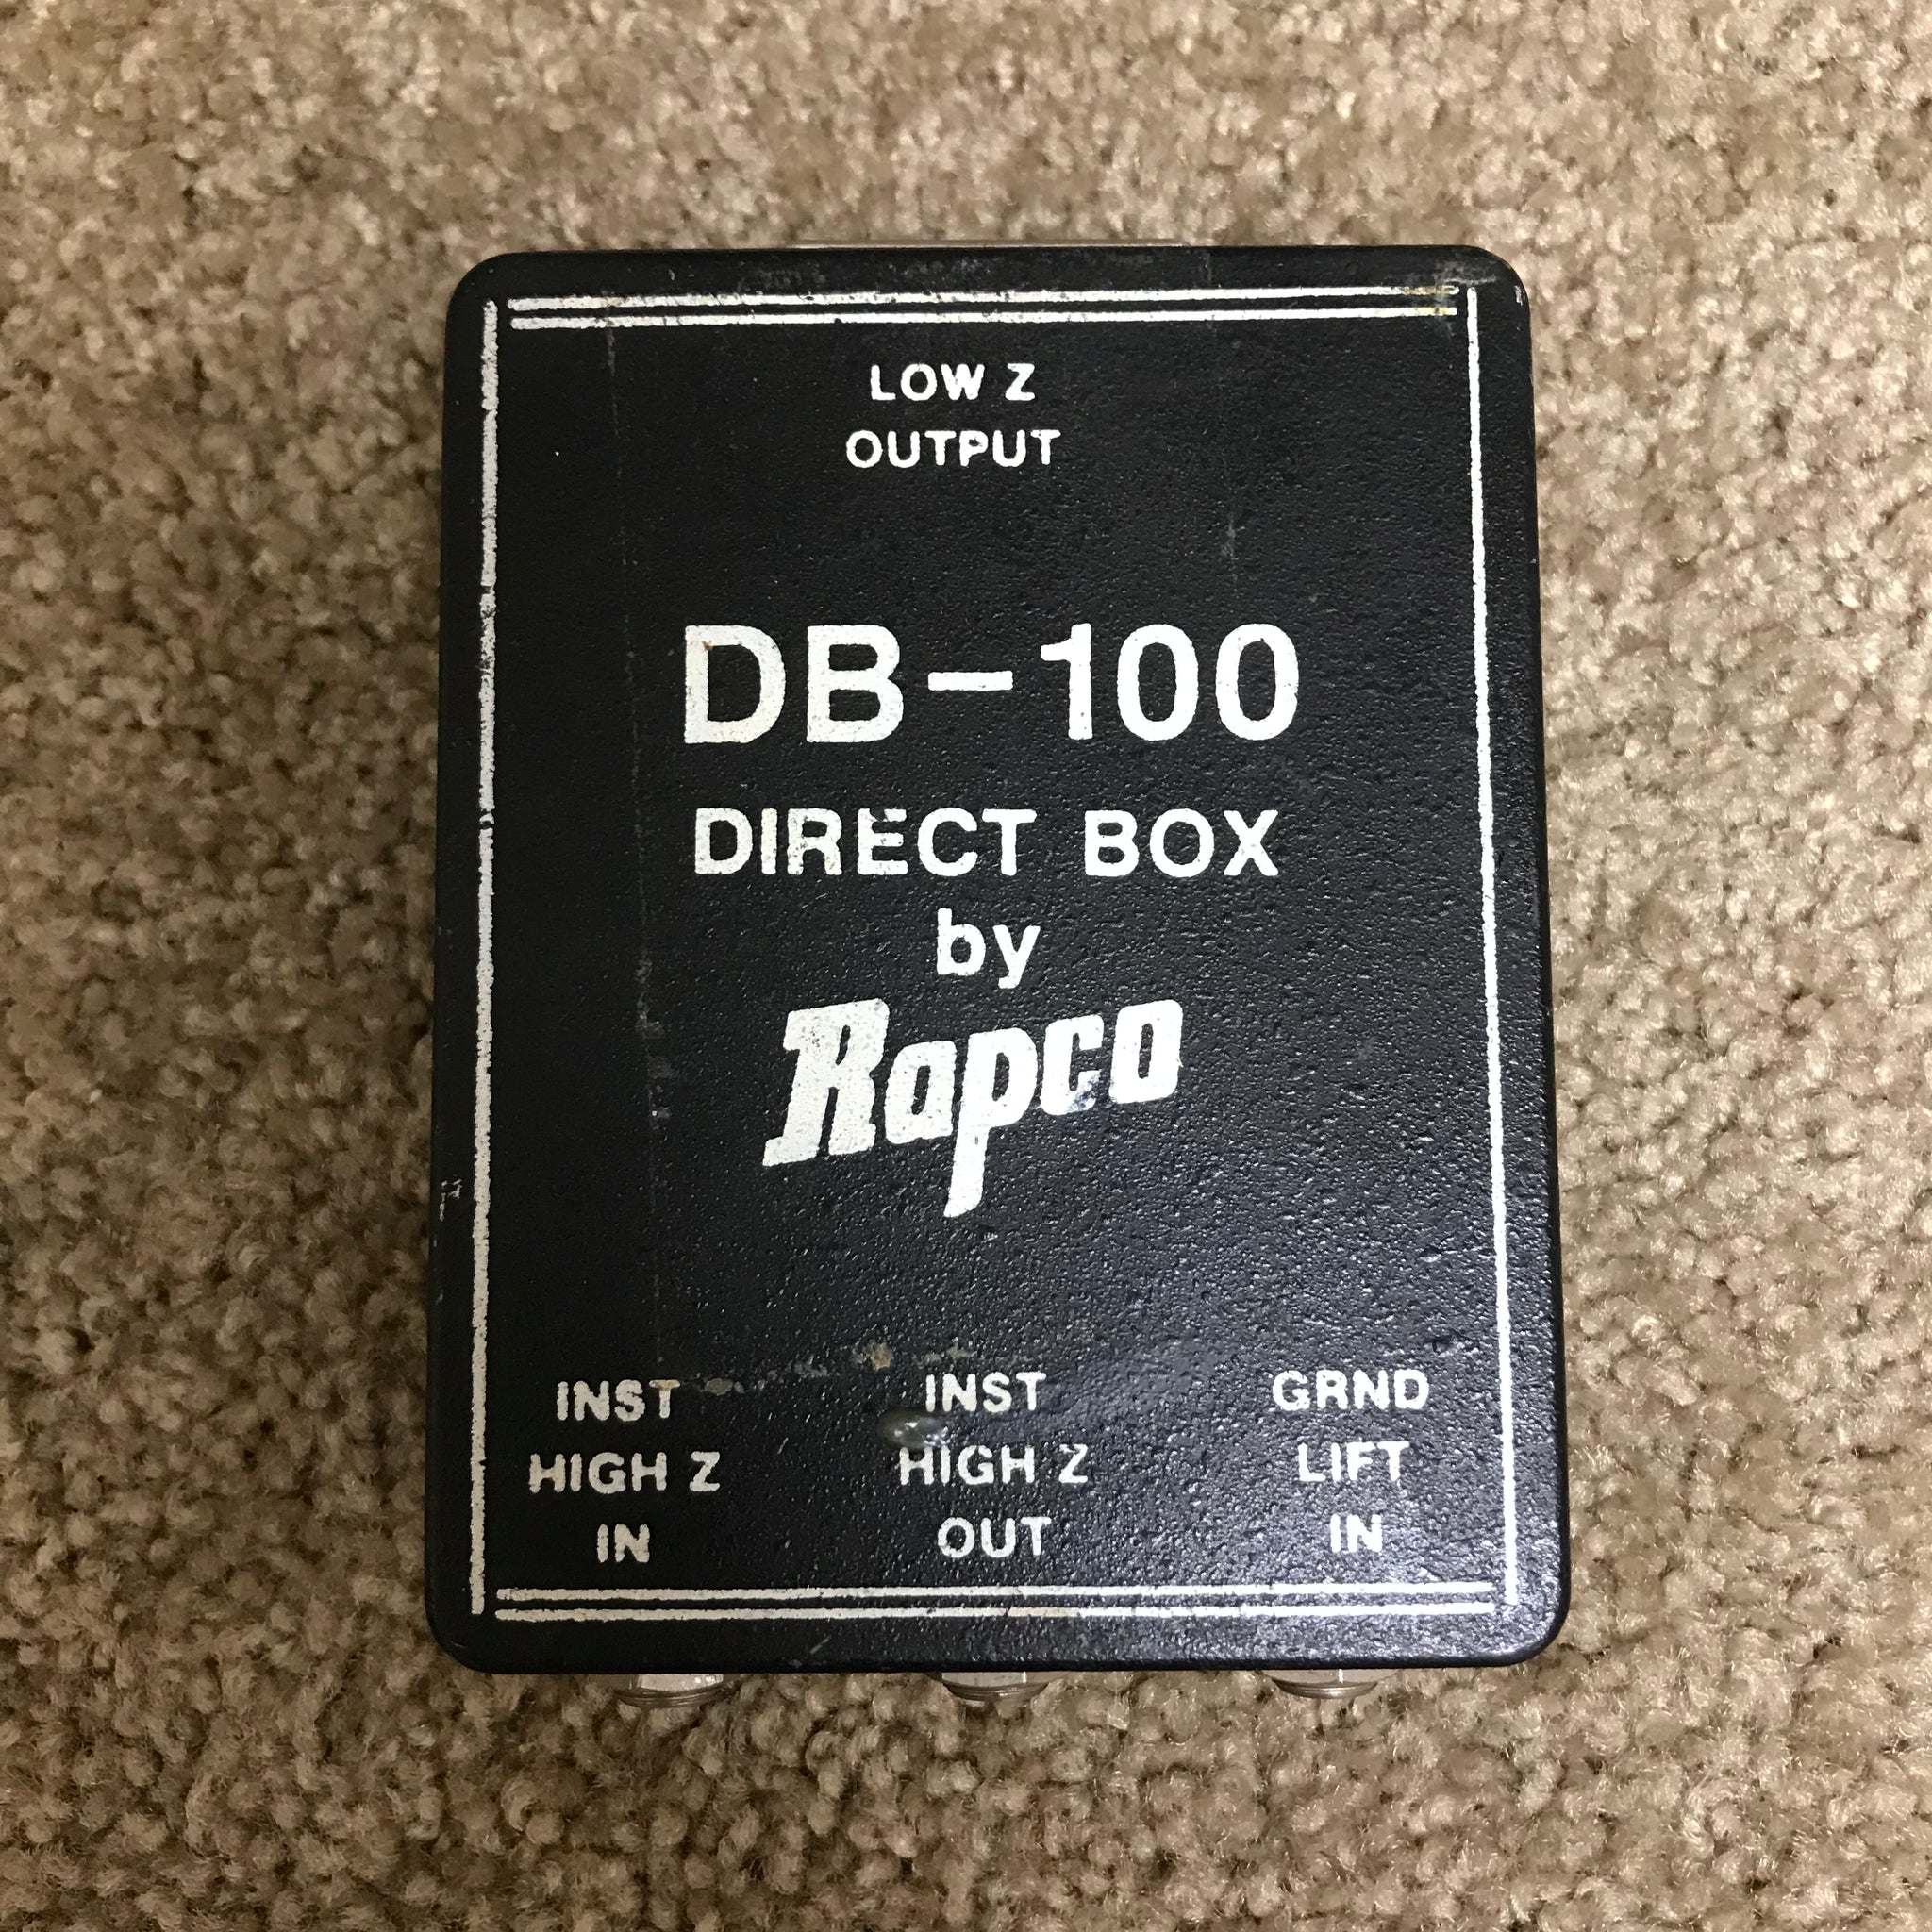 LOW Z
OUTPUT
DB-100
DIRECT BOX
by
Rapco
INST
HIGH Z
IN
INST
HIGH Z
OUT
GRND
LIFT
IN